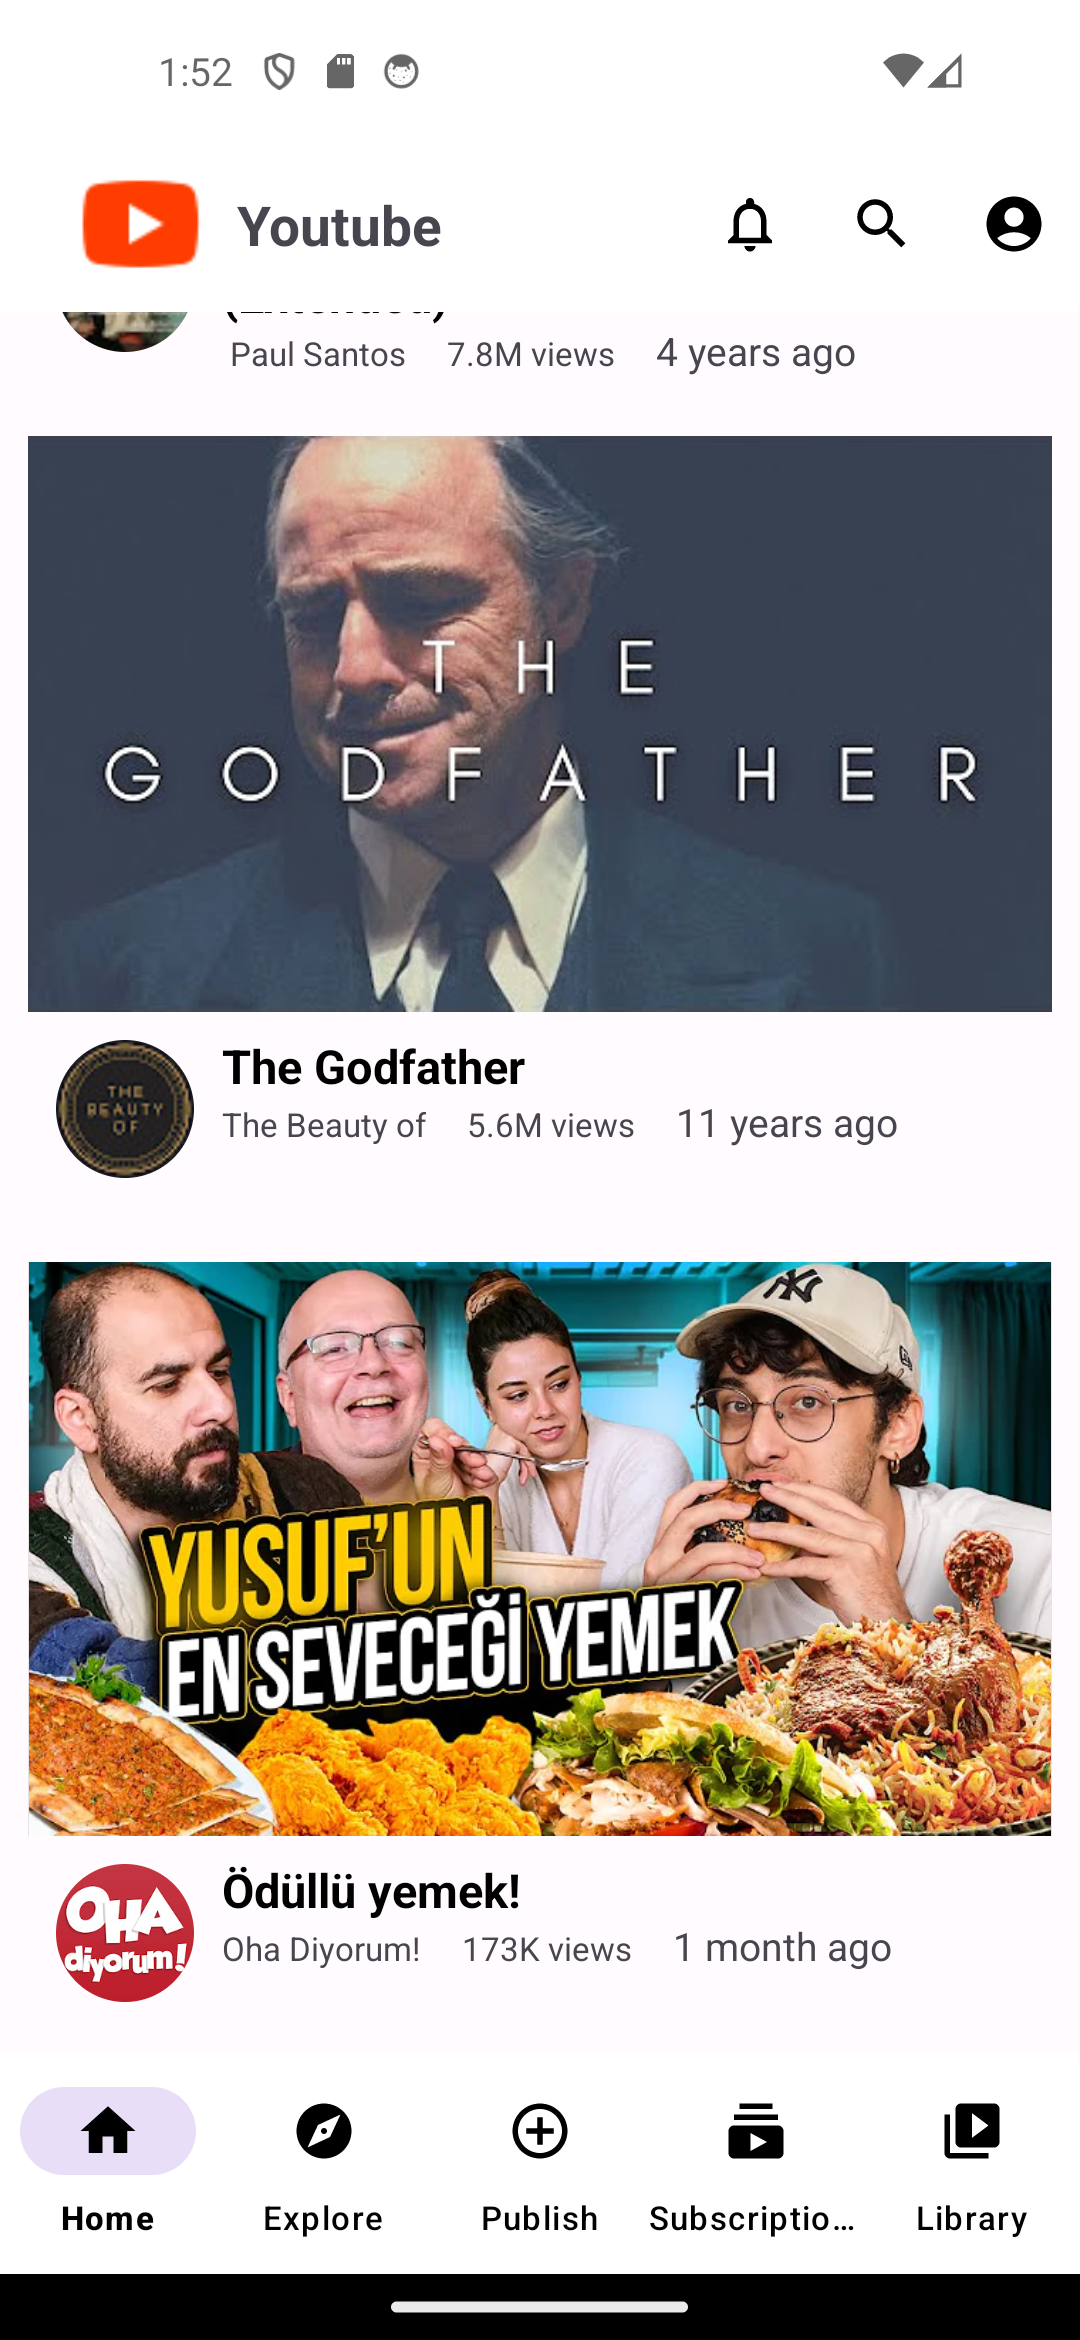 1:52
Youtube
(Extended)
Paul Santos 7.8M views 4 years ago
THE
GODFATHER
THE
BEAUTY
OF
The Godfather
The Beauty of 5.6M views 11 years ago
YUSUF'UN
EN SEVECEĞİ YEMEK
OHA
diyorum!
Ödüllü yemek!
Oha Diyorum! 173K views 1 month ago
Home Explore Publish Subscriptio... Library